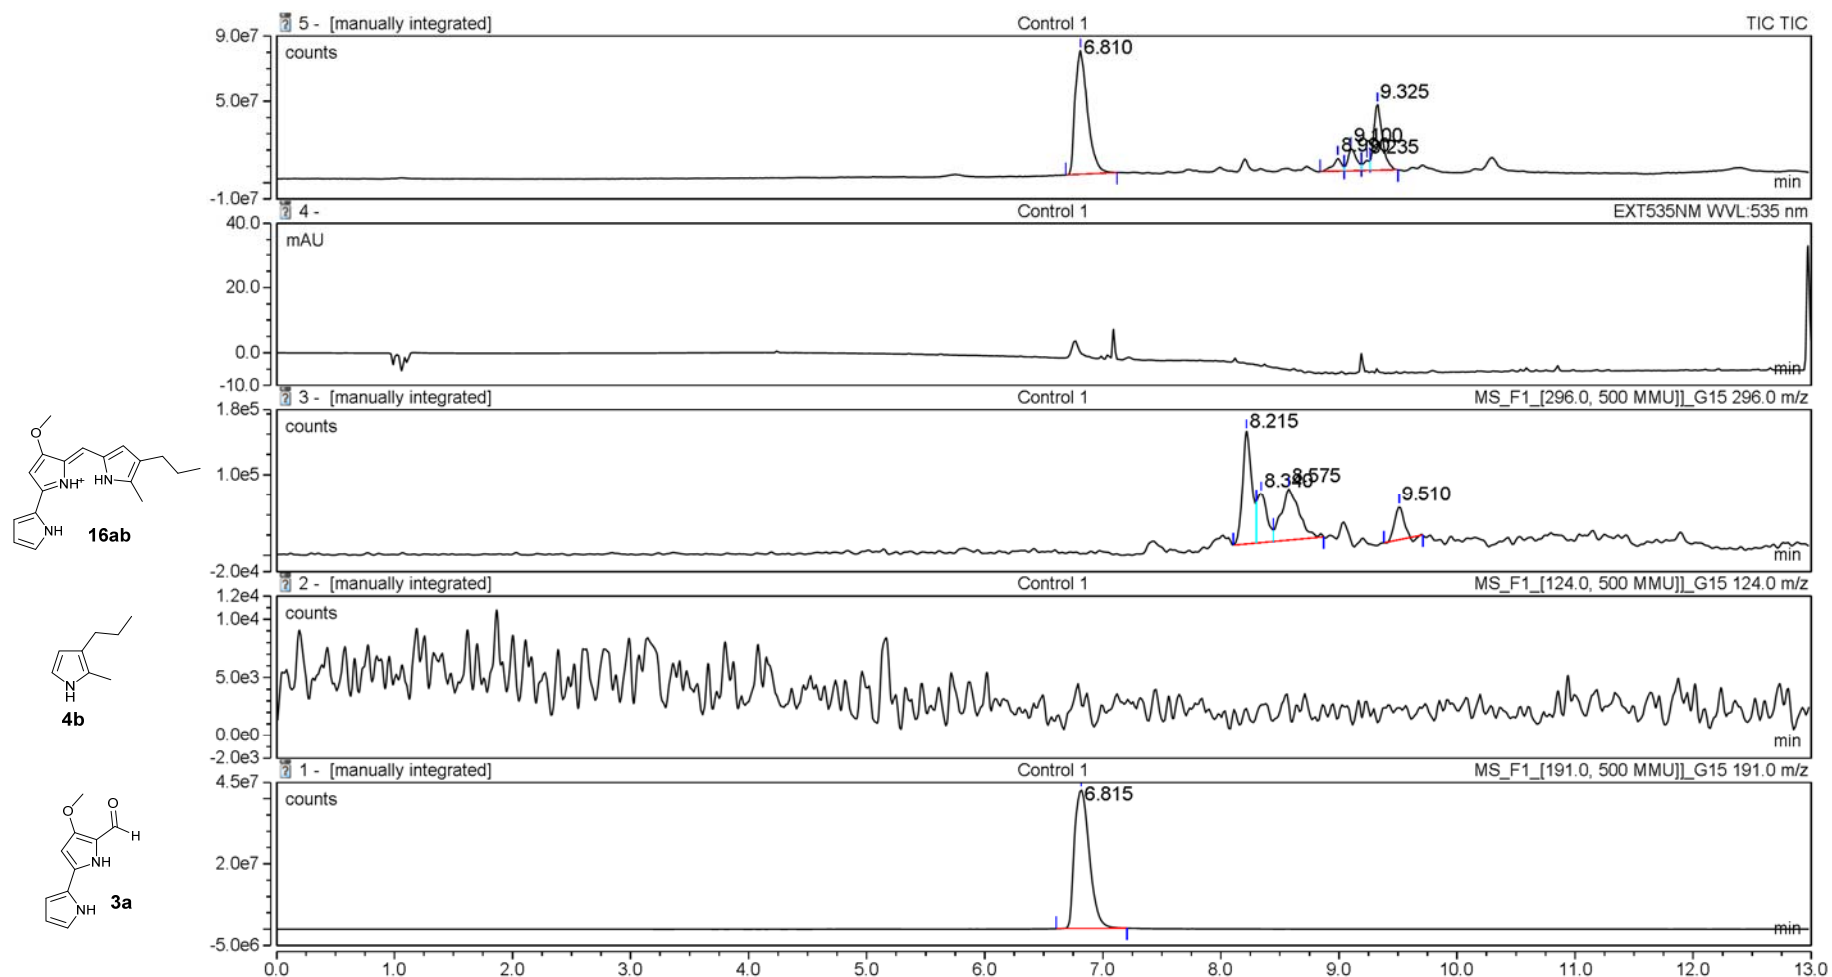 5 - [manually integrated] Control 1 TIC TIC
9.0e7
counts
6.810
9.325
9.100
9.235
5.0e7
-1.0e7
min
4 - Control 1 EXT535NM WVL:535 nm
40.0
mAU
20.0
0.0
-10.0
min
3 - [manually integrated] Control 1 MS_F1_[296.0, 500 MMU]]_G15 296.0 m/z
1.8e5
counts
8.215
8.340
8.575
9.510
1.0e5
-2.0e4
min
O
NH+
HN
NH
16ab
2 - [manually integrated] Control 1 MS_F1_[124.0, 500 MMU]]_G15 124.0 m/z
1.2e4
counts
1.0e4
5.0e3
0.0e0
-2.0e3
min
N
H
4b
1 - [manually integrated] Control 1 MS_F1_[191.0, 500 MMU]]_G15 191.0 m/z
4.5e7
counts
6.815
2.0e7
-5.0e6
min
O
O
H
NH
NH
3a
0.0 1.0 2.0 3.0 4.0 5.0 6.0 7.0 8.0 9.0 10.0 11.0 12.0 13.0